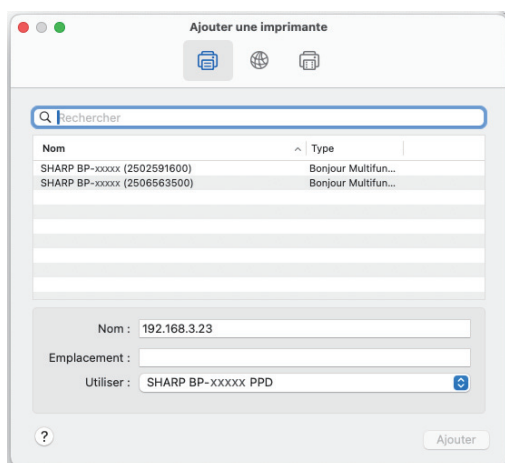 Ajouter une imprimante
Rechercher
Nom Type
SHARP BP-xxxxx (2502591600) Bonjour Multifun...
SHARP BP-xxxxx (2506563500) Bonjour Multifun...
Nom : 192.168.3.23
Emplacement :
Utiliser : SHARP BP-xxxxx PPD
? Ajouter